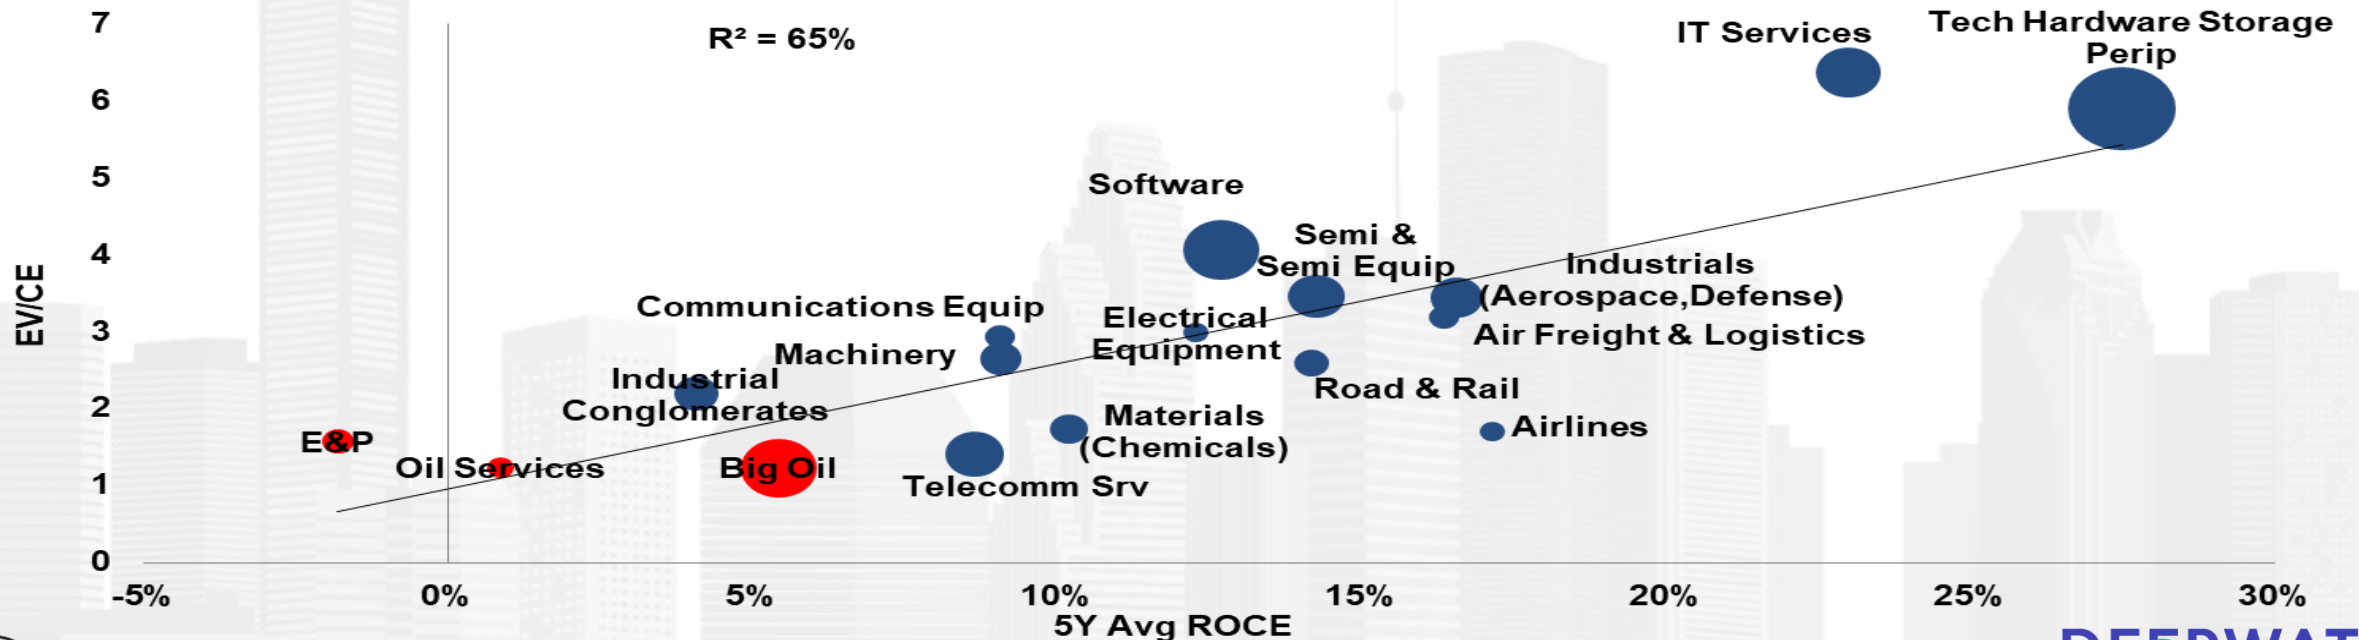 7
R² = 65%
IT Services
Tech Hardware Storage
Perip
6
5
Software
4
Semi &
Semi Equip
Industrials
(Aerospace,Defense)
EV/CE
3
Communications Equip
Electrical
Equipment
Air Freight & Logistics
Machinery
Industrial
Conglomerates
Road & Rail
2
Materials
(Chemicals)
Airlines
E&P
Oil Services
Big Oil
Telecomm Srv
1
0
-5%
0%
5%
10%
15%
20%
25%
30%
5Y Avg ROCE